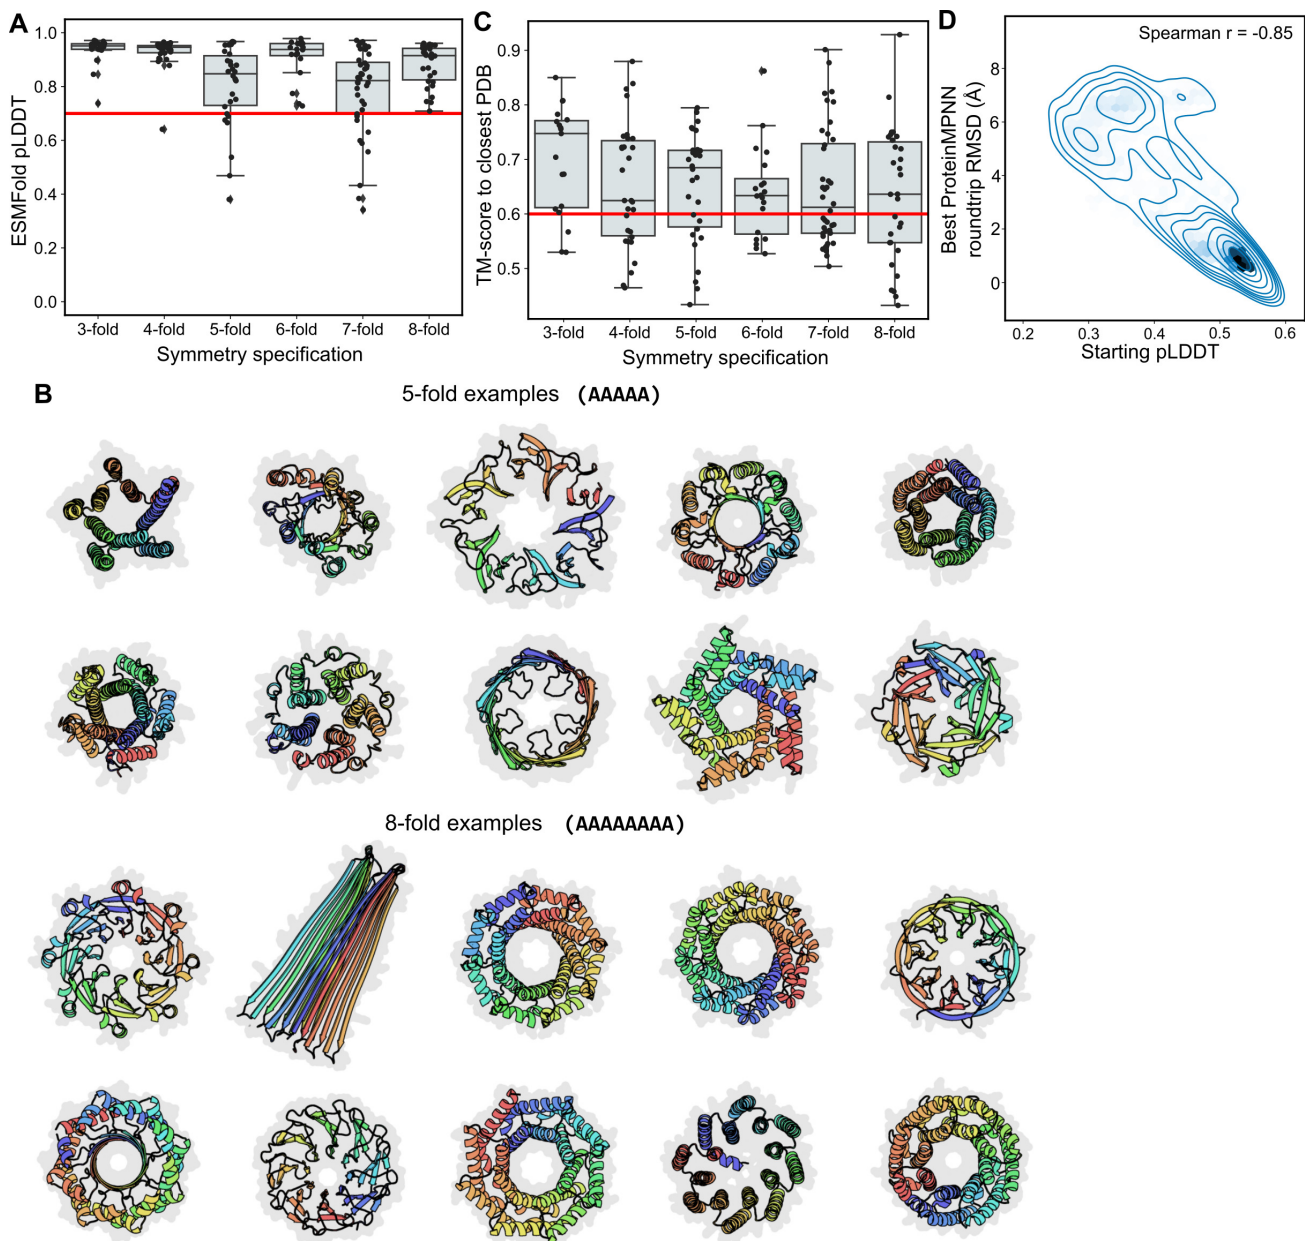 A
ESMFold pLDDT
1.0
0.8
0.6
0.4
0.2
0.0
3-fold 4-fold 5-fold 6-fold 7-fold 8-fold
Symmetry specification
C
TM-score to closest PDB
0.9
0.8
0.7
0.6
0.5
3-fold 4-fold 5-fold 6-fold 7-fold 8-fold
Symmetry specification
D
Spearman r = -0.85
Best ProteinMPNN
roundtrip RMSD (Å)
8
6
4
2
0
0.2 0.3 0.4 0.5 0.6
Starting pLDDT
B
5-fold examples (AAAAA)
8-fold examples (AAAAAAAA)